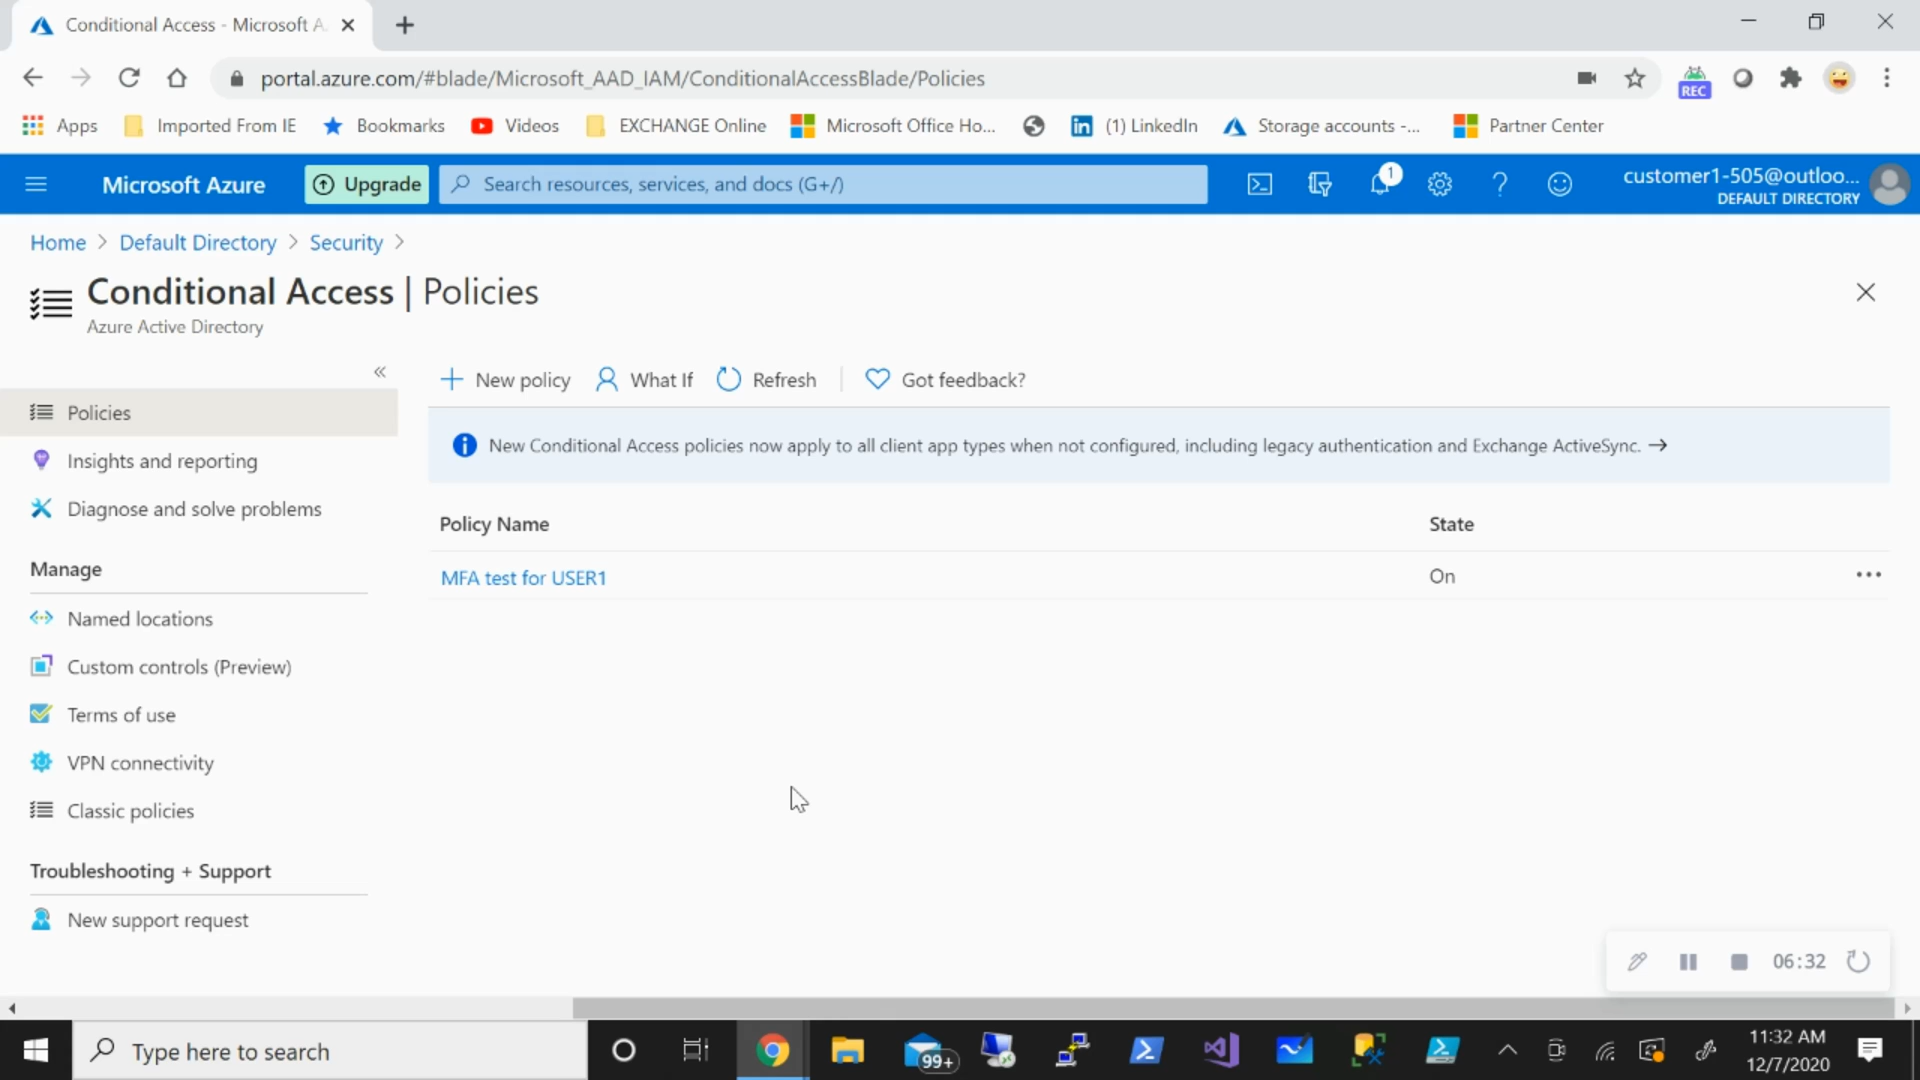 Conditional Access - Microsoft A
portal.azure.com/#blade/Microsoft_AAD_IAM/ConditionalAccessBlade/Policies
REC
Apps
Imported From IE
Bookmarks
Videos
EXCHANGE Online
Microsoft Office Ho...
(1) LinkedIn
Storage accounts -...
Partner Center
Microsoft Azure
Upgrade
Search resources, services, and docs (G+/)
1
customer1-505@outloo...
DEFAULT DIRECTORY
Home > Default Directory > Security >
Conditional Access | Policies
Azure Active Directory
«
Policies
Insights and reporting
Diagnose and solve problems
Manage
Named locations
Custom controls (Preview)
Terms of use
VPN connectivity
Classic policies
Troubleshooting + Support
New support request
New policy
What If
Refresh
Got feedback?
New Conditional Access policies now apply to all client app types when not configured, including legacy authentication and Exchange ActiveSync. →
Policy Name
State
MFA test for USER1
On
...
06:32
Type here to search
99+
11:32 AM
12/7/2020